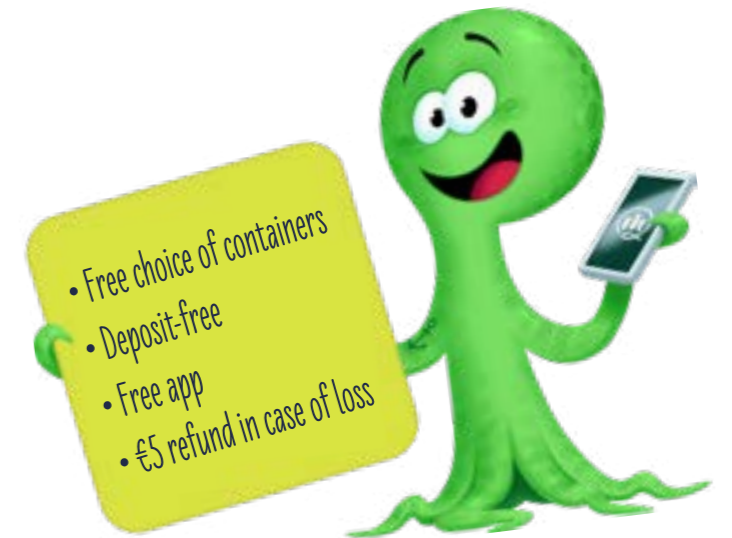 • Free choice of containers
• Deposit-free
• Free app
• €5 refund in case of loss